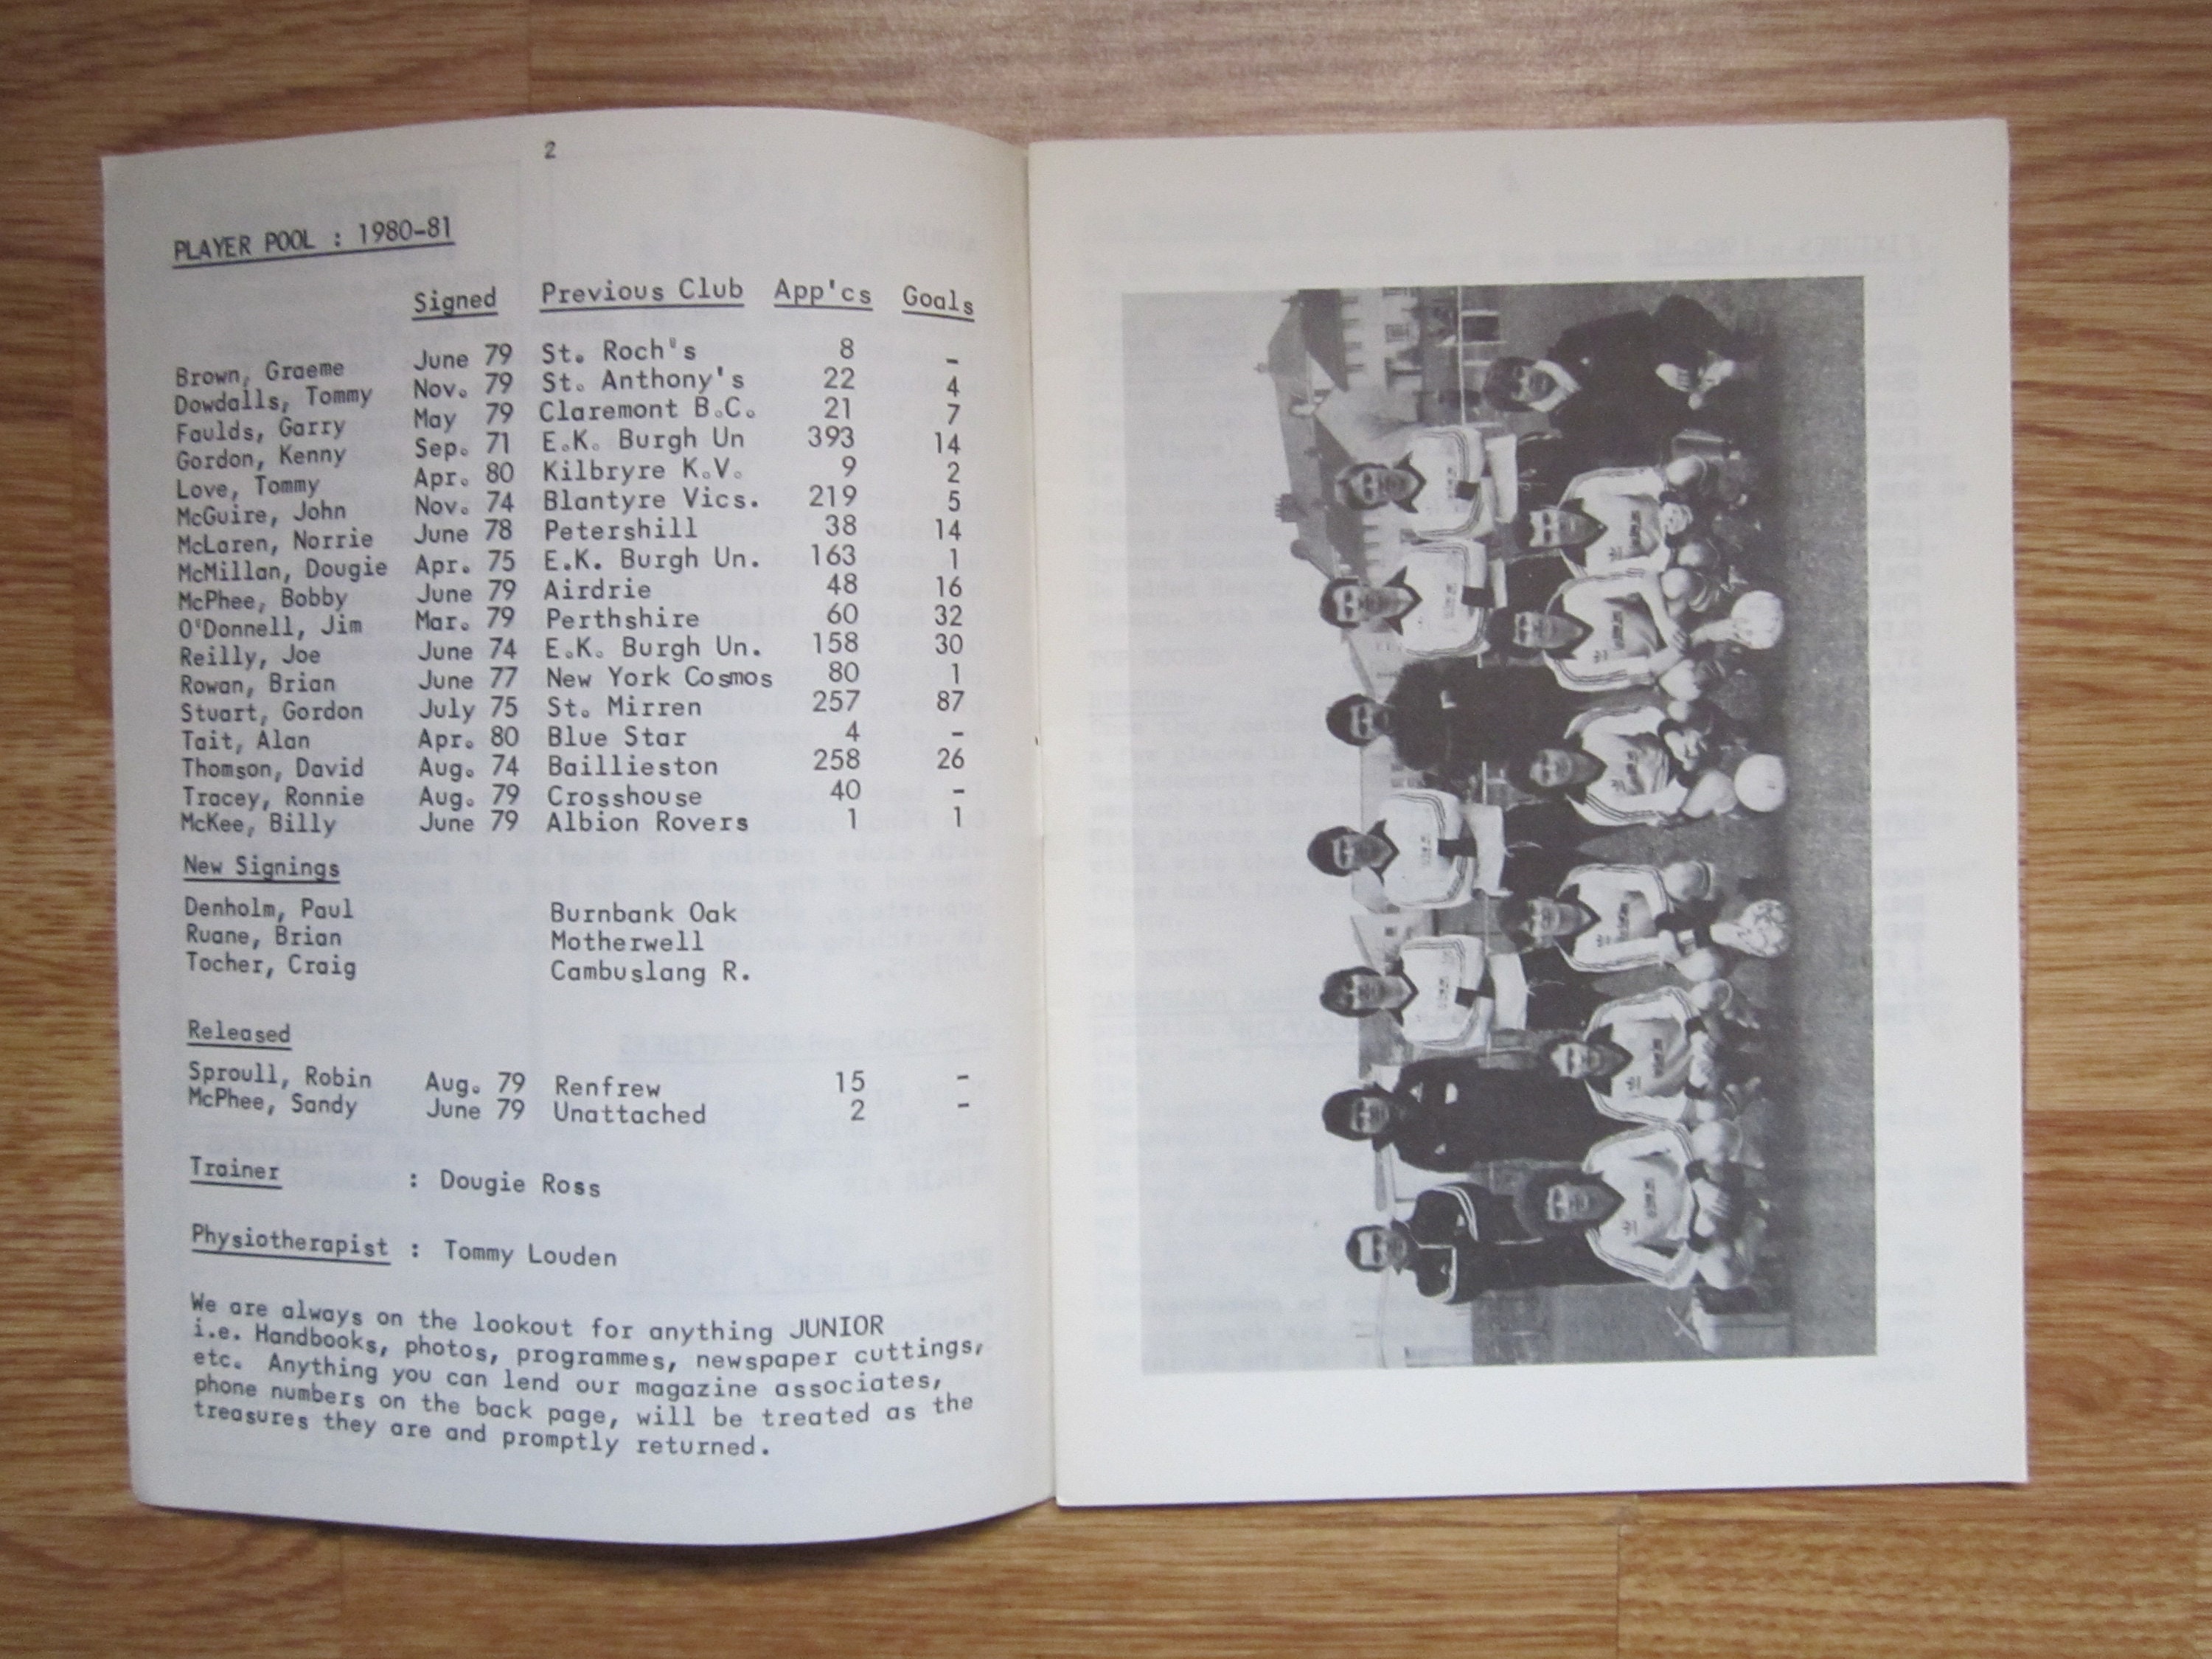 2
PLAYER POOL : 1980-81
Signed Previous Club App'cs Goals
Brown, Graeme June 79 St. Roch's 8 -
Dowdalls, Tommy Nov. 79 St. Anthony's 22 4
Faulds, Garry May 79 Claremont B.C. 21 7
Gordon, Kenny Sep. 71 E.K. Burgh Un 393 14
Love, Tommy Apr. 80 Kilbryre K.V. 9 2
McGuire, John Nov. 74 Blantyre Vics. 219 5
McLaren, Norrie June 78 Petershill 38 14
McMillan, Dougie Apr. 75 E.K. Burgh Un. 163 1
McPhee, Bobby June 79 Airdrie 48 16
O'Donnell, Jim Mar. 79 Perthshire 60 32
Reilly, Joe June 74 E.K. Burgh Un. 158 30
Rowan, Brian June 77 New York Cosmos 80 1
Stuart, Gordon July 75 St. Mirren 257 87
Tait, Alan Apr. 80 Blue Star 4 -
Thomson, David Aug. 74 Baillieston 258 26
Tracey, Ronnie Aug. 79 Crosshouse 40 -
McKee, Billy June 79 Albion Rovers 1 1
New Signings
Denholm, Paul Burnbank Oak
Ruane, Brian Motherwell
Tocher, Craig Cambuslang R.
Released
Sproull, Robin Aug. 79 Renfrew 15 -
McPhee, Sandy June 79 Unattached 2 -
Trainer : Dougie Ross
Physiotherapist : Tommy Louden
We are always on the lookout for anything JUNIOR
i.e. Handbooks, photos, programmes, newspaper cuttings,
etc. Anything you can lend our magazine associates,
phone numbers on the back page, will be treated as the
treasures they are and promptly returned.